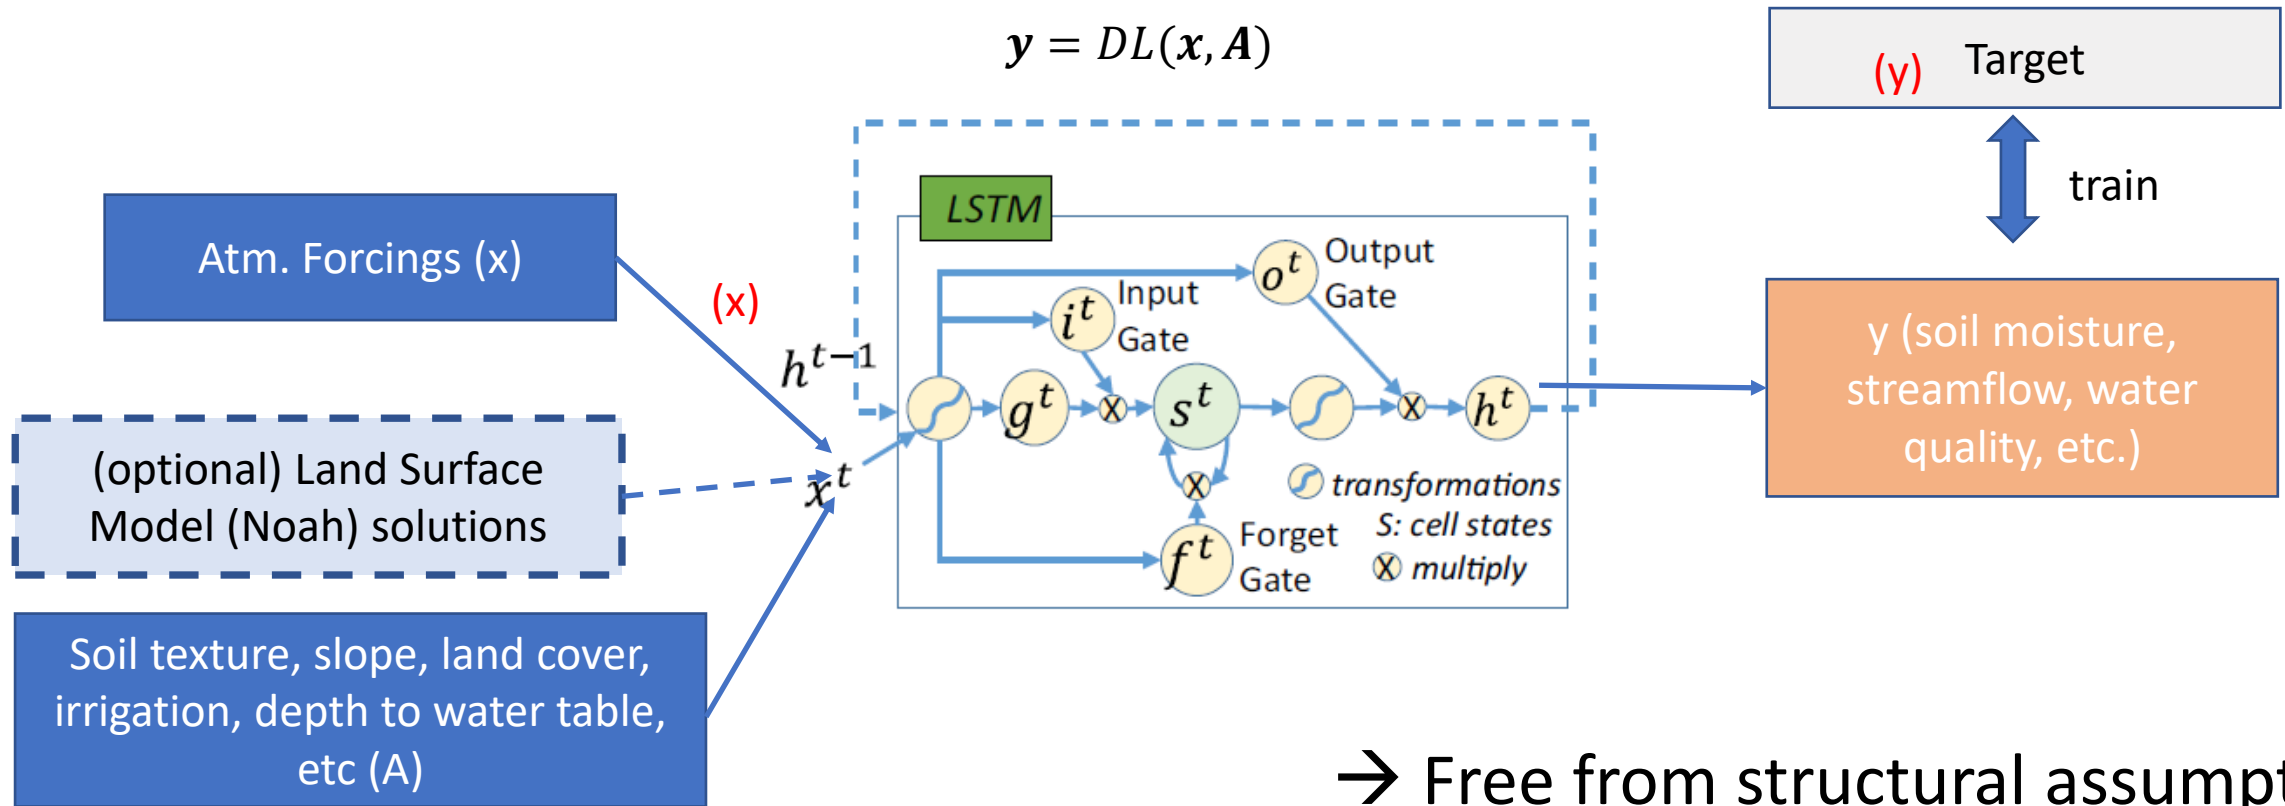 𝒚 = DL(𝒙, 𝑨)
(y) Target
train
LSTM
Atm. Forcings (x)
(x)
h^{t-1}
x^t
(optional) Land Surface
Model (Noah) solutions
Soil texture, slope, land cover,
irrigation, depth to water table,
etc (A)
o^t
Output
Gate
i^t
Input
Gate
g^t
s^t
h^t
f^t
Forget
Gate
transformations
S: cell states
multiply
y (soil moisture,
streamflow, water
quality, etc.)
→ Free from structural assumpt